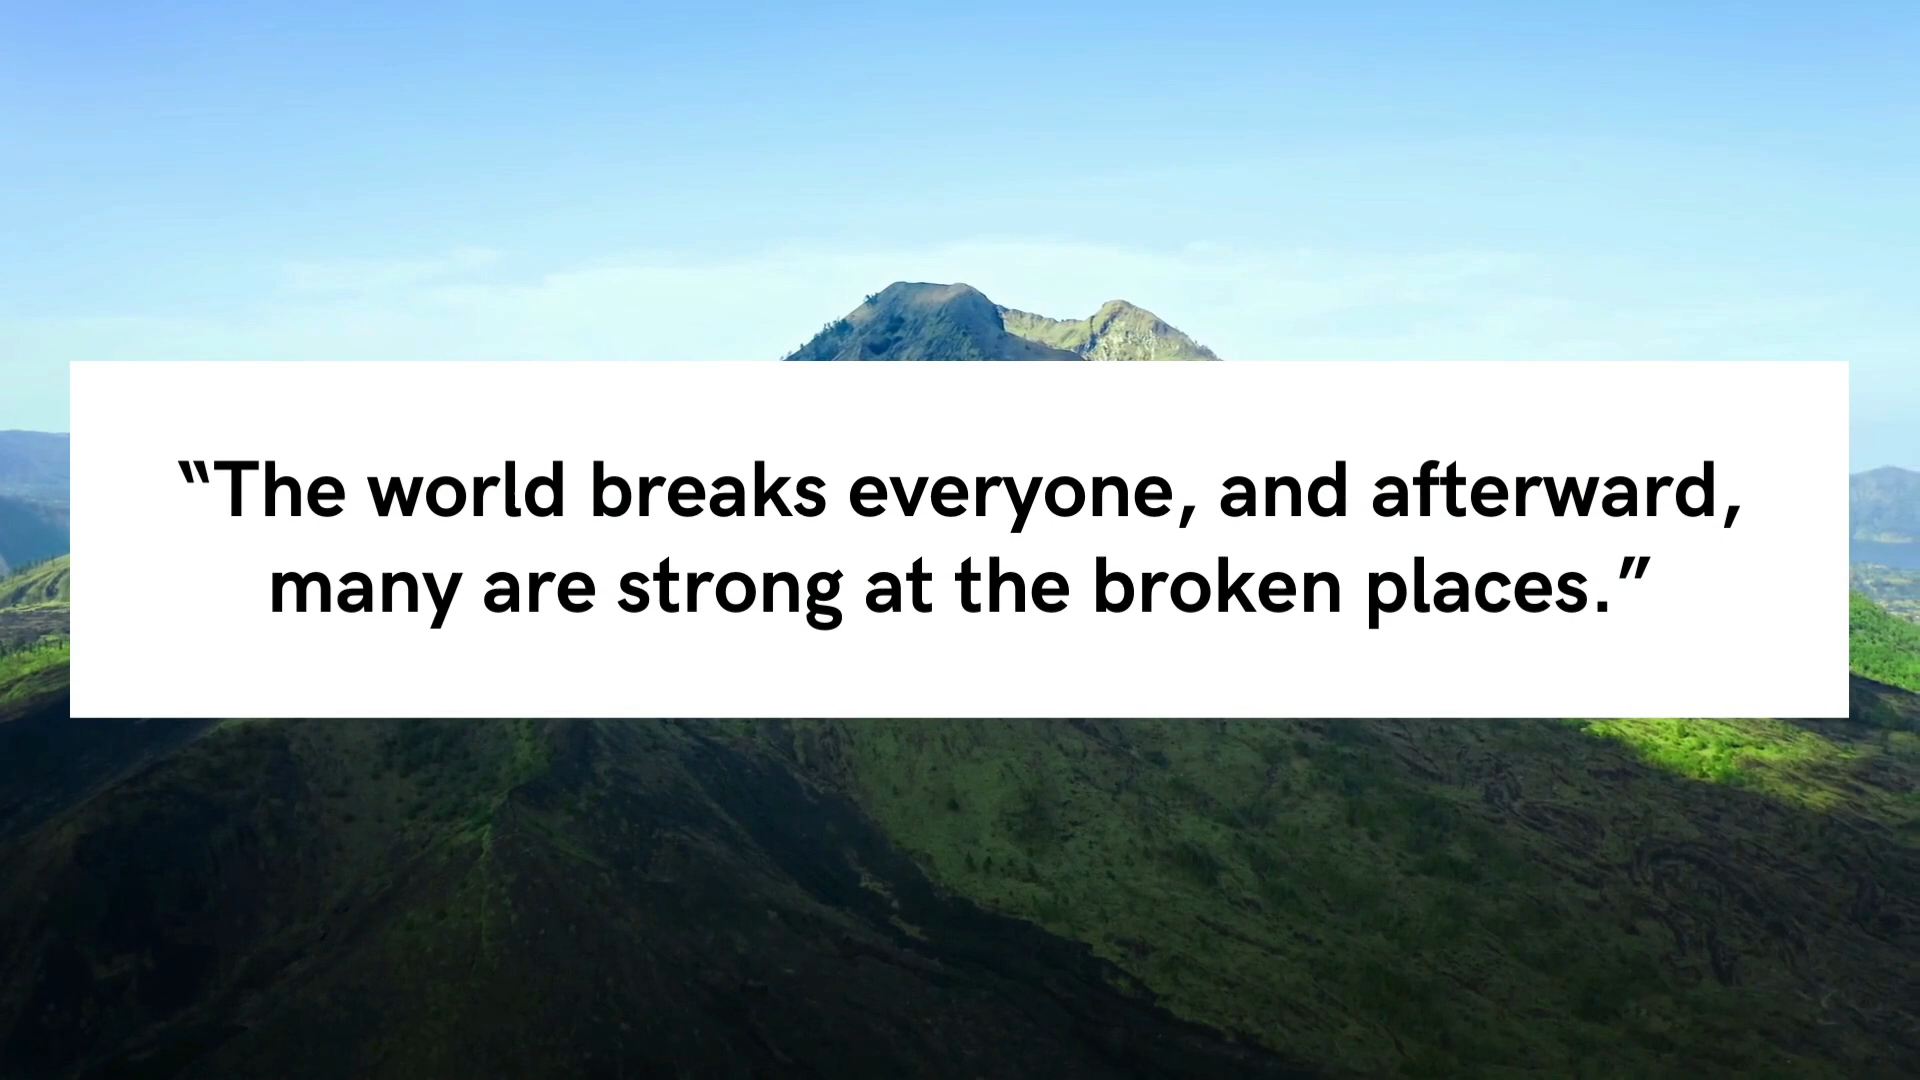 “The world breaks everyone, and afterward,
many are strong at the broken places.”